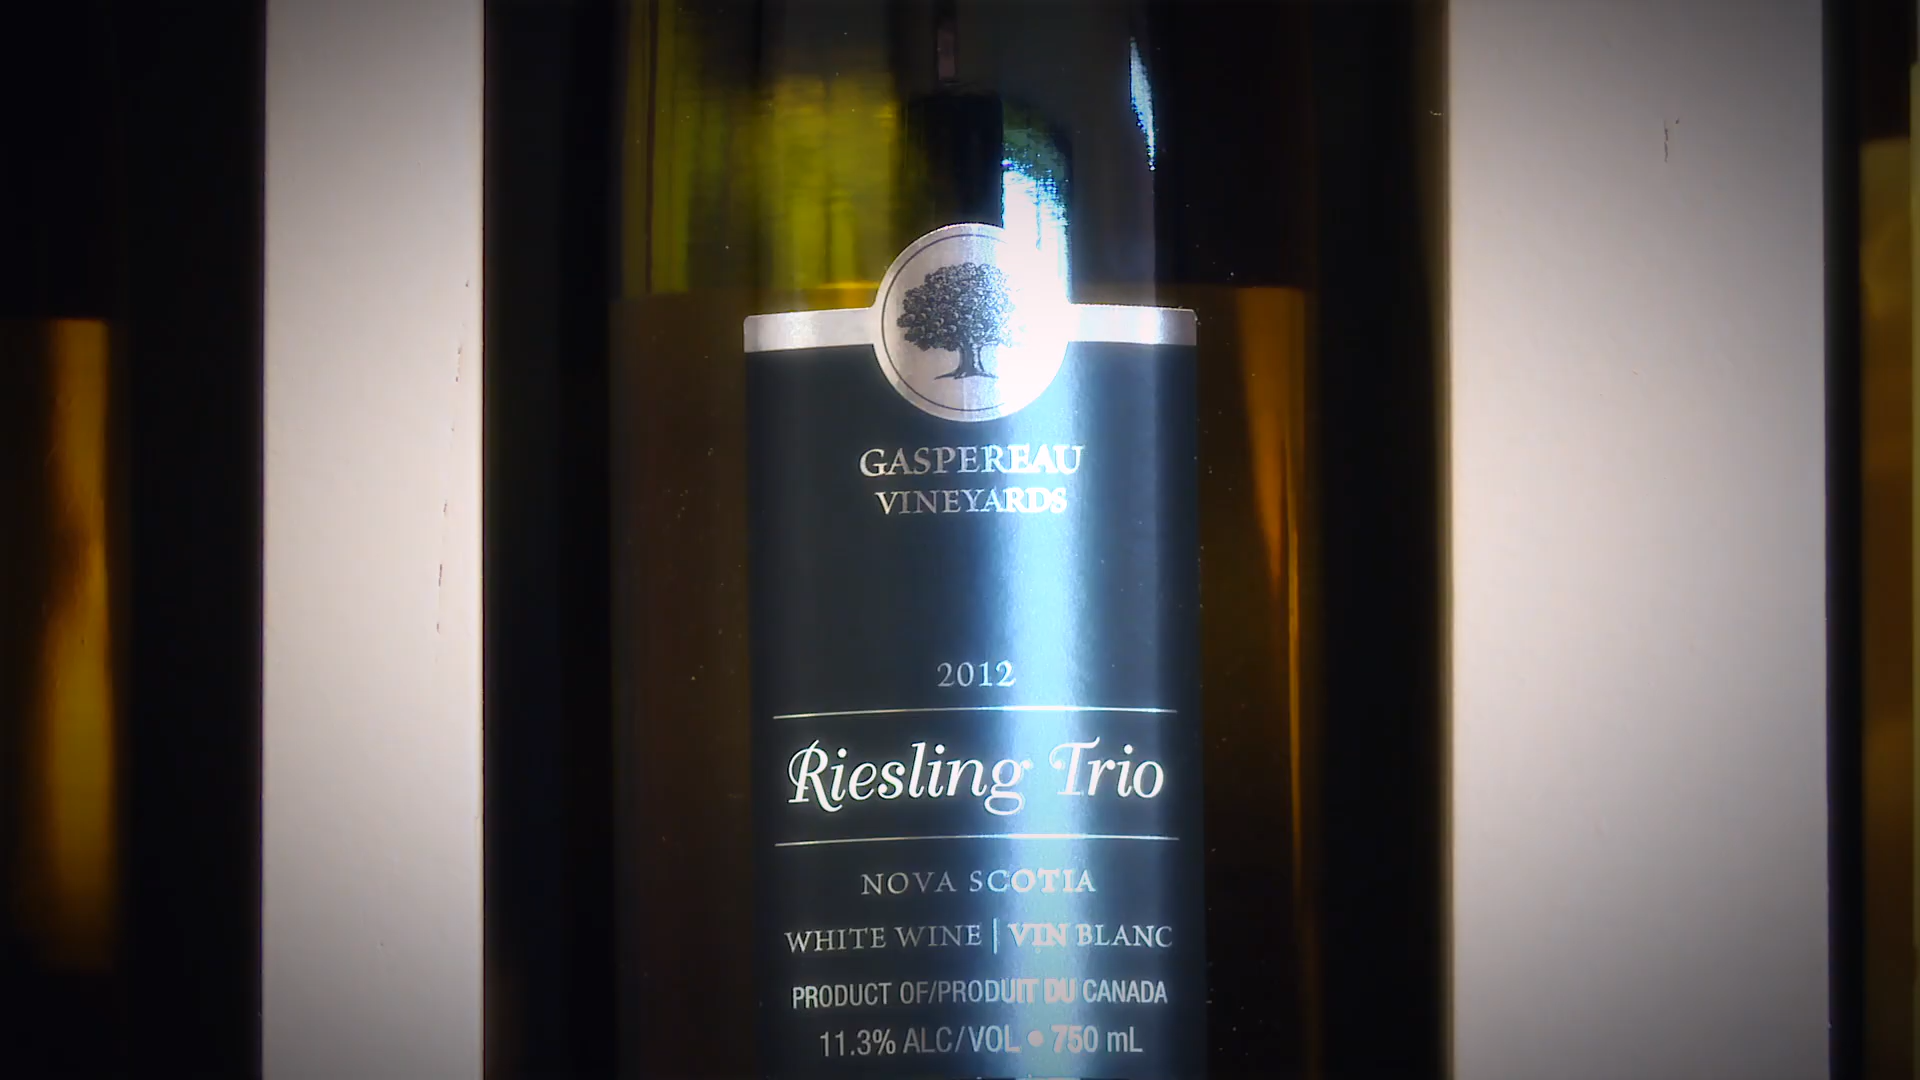 GASPEREAU
VINEYARDS
2012
Riesling Trio
NOVA SCOTIA
WHITE WINE | VIN BLANC
PRODUCT OF/PRODUIT DU CANADA
11.3% ALC/VOL • 750 mL